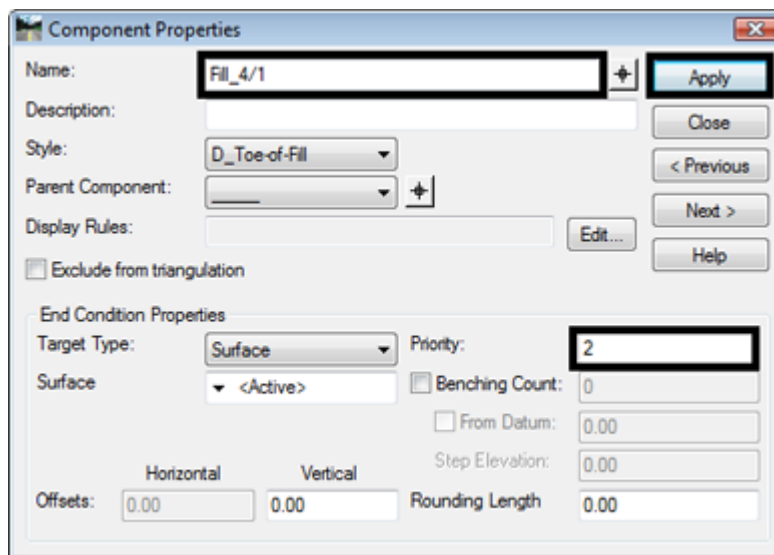 Component Properties
Name: Fill_4/1 Apply
Description: Close
Style: D_Toe-of-Fill < Previous
Parent Component: _____ Next >
Display Rules: Edit... Help
Exclude from triangulation
End Condition Properties
Target Type: Surface Priority: 2
Surface <Active> Benching Count: 0
From Datum: 0.00
Step Elevation: 0.00
Horizontal Vertical
Offsets: 0.00 0.00 Rounding Length 0.00